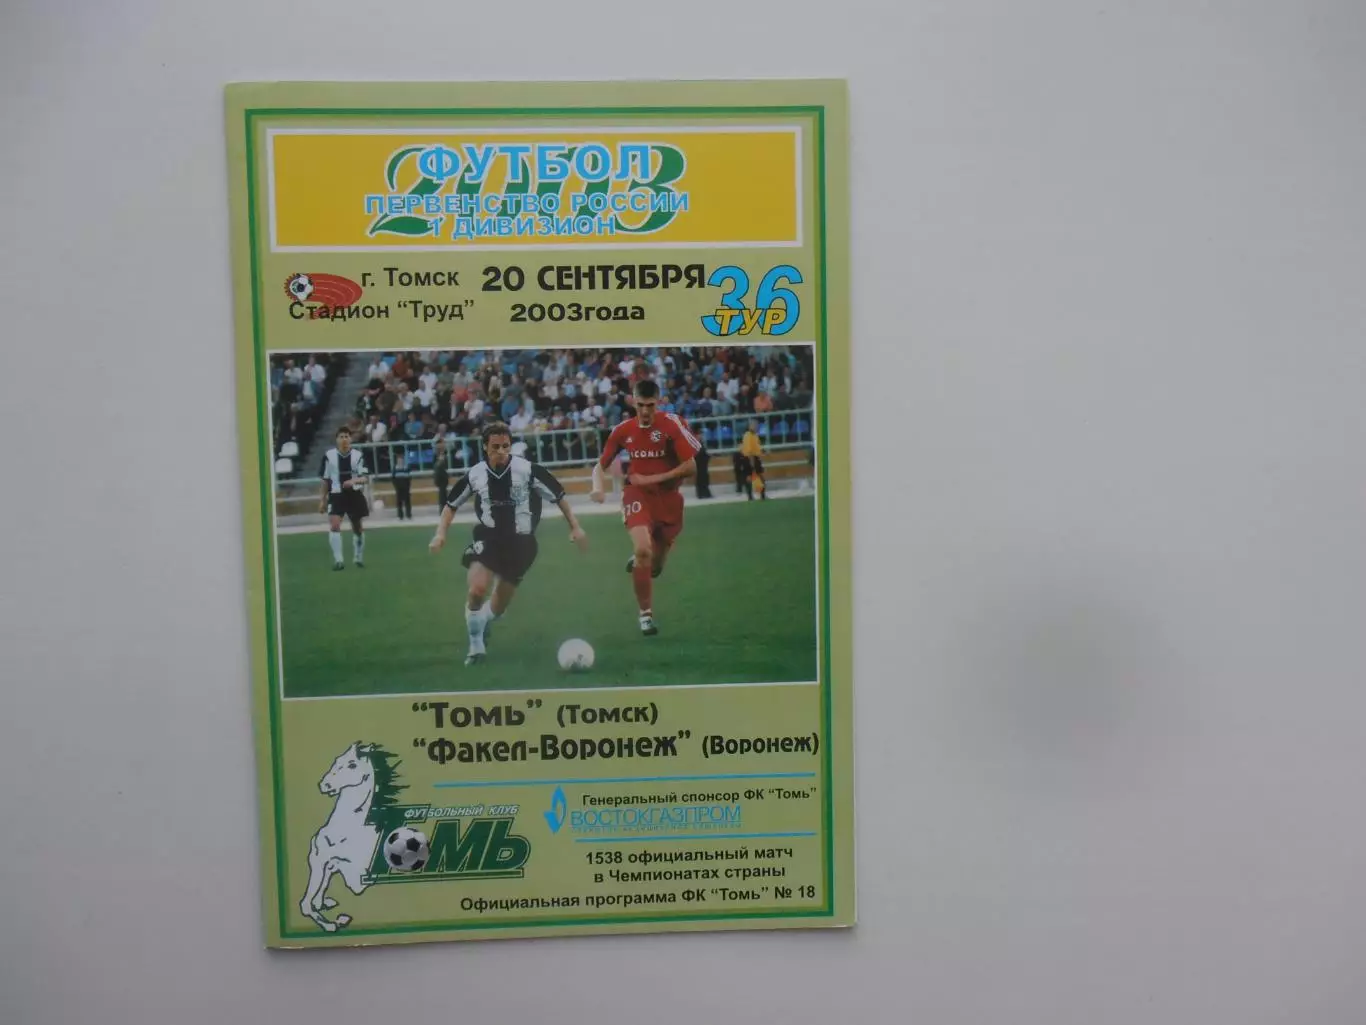 ФУТБОЛ
2003
ПЕРВЕНСТВО РОССИИ
1 ДИВИЗИОН
г. Томск
20 СЕНТЯБРЯ
Стадион “Труд”
2003года
36
ТУР
10
“Томь” (Томск)
“Факел-Воронеж” (Воронеж)
ФУТБОЛЬНЫЙ КЛУБ
ТОМЬ
Генеральный спонсор ФК “Томь”
ВОСТОКГАЗПРОМ
1538 официальный матч
в Чемпионатах страны
Официальная программа ФК “Томь” № 18